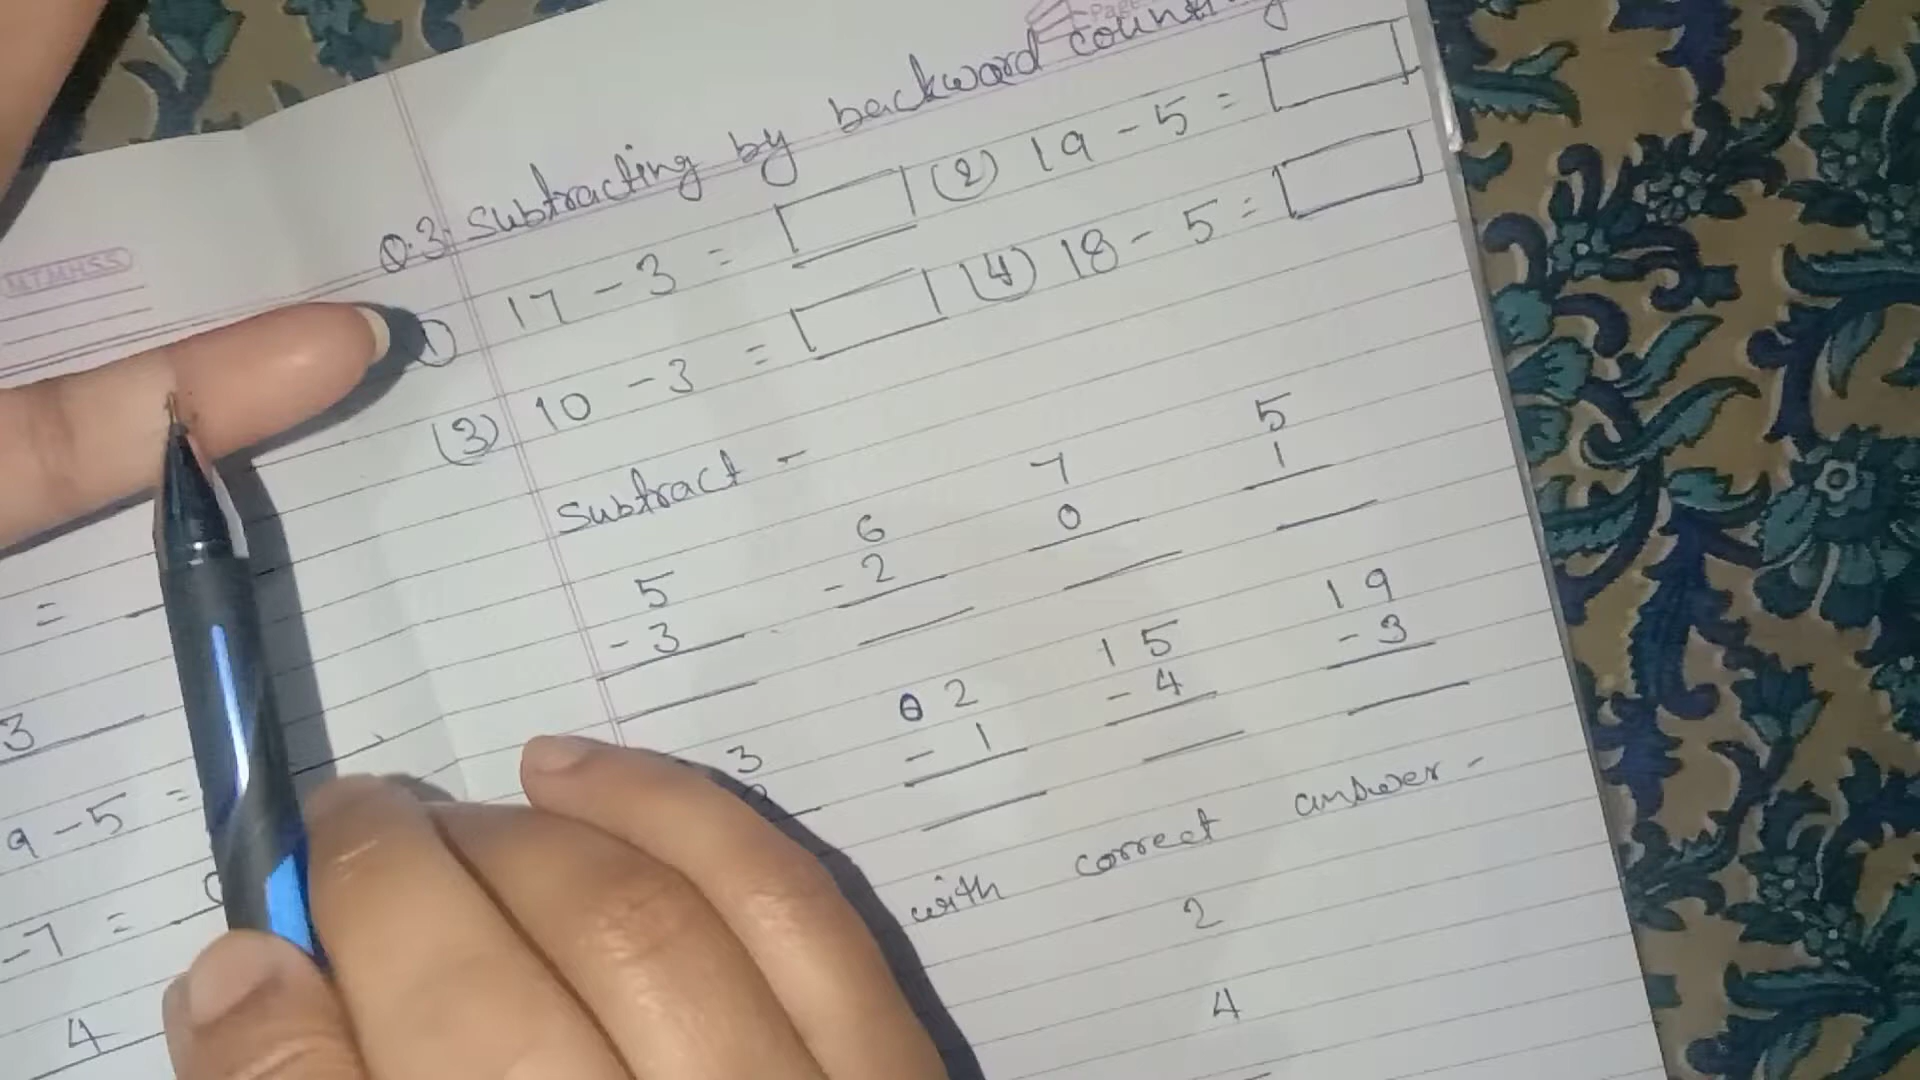 Page
MTMHSS
Q.3. Subtracting by backward counting
(1) 17 - 3 = (2) 19 - 5 =
(3) 10 - 3 = (4) 18 - 5 =
Subtract -
5 6 7 5
- 3 - 2 0 1
3 0 2 15 19
- 1 - 4 - 3
with correct answer -
2
4
=
3
9 - 5 =
- 7 =
4